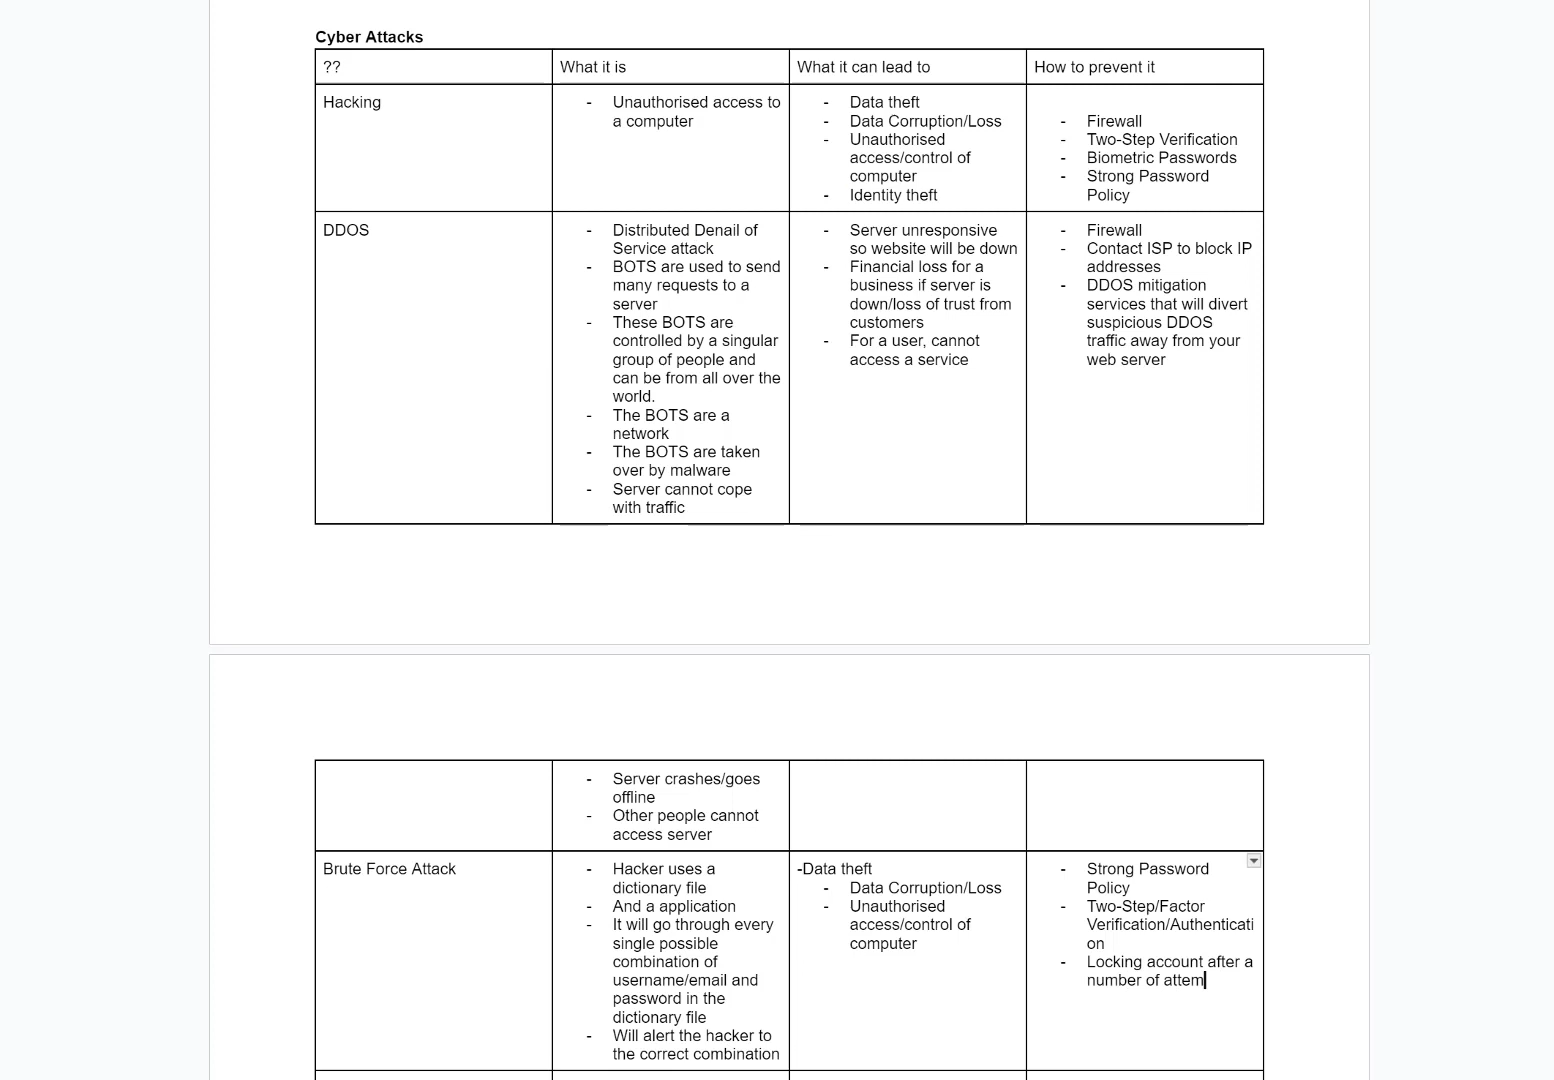 Cyber Attacks
??
What it is
What it can lead to
How to prevent it
Hacking
- Unauthorised access to
a computer
- Data theft
- Data Corruption/Loss
- Unauthorised
access/control of
computer
- Identity theft
- Firewall
- Two-Step Verification
- Biometric Passwords
- Strong Password
Policy
DDOS
- Distributed Denail of
Service attack
- BOTS are used to send
many requests to a
server
- These BOTS are
controlled by a singular
group of people and
can be from all over the
world.
- The BOTS are a
network
- The BOTS are taken
over by malware
- Server cannot cope
with traffic
- Server unresponsive
so website will be down
- Financial loss for a
business if server is
down/loss of trust from
customers
- For a user, cannot
access a service
- Firewall
- Contact ISP to block IP
addresses
- DDOS mitigation
services that will divert
suspicious DDOS
traffic away from your
web server
- Server crashes/goes
offline
- Other people cannot
access server
Brute Force Attack
- Hacker uses a
dictionary file
- And a application
- It will go through every
single possible
combination of
username/email and
password in the
dictionary file
- Will alert the hacker to
the correct combination
-Data theft
- Data Corruption/Loss
- Unauthorised
access/control of
computer
- Strong Password
Policy
- Two-Step/Factor
Verification/Authenticati
on
- Locking account after a
number of attem